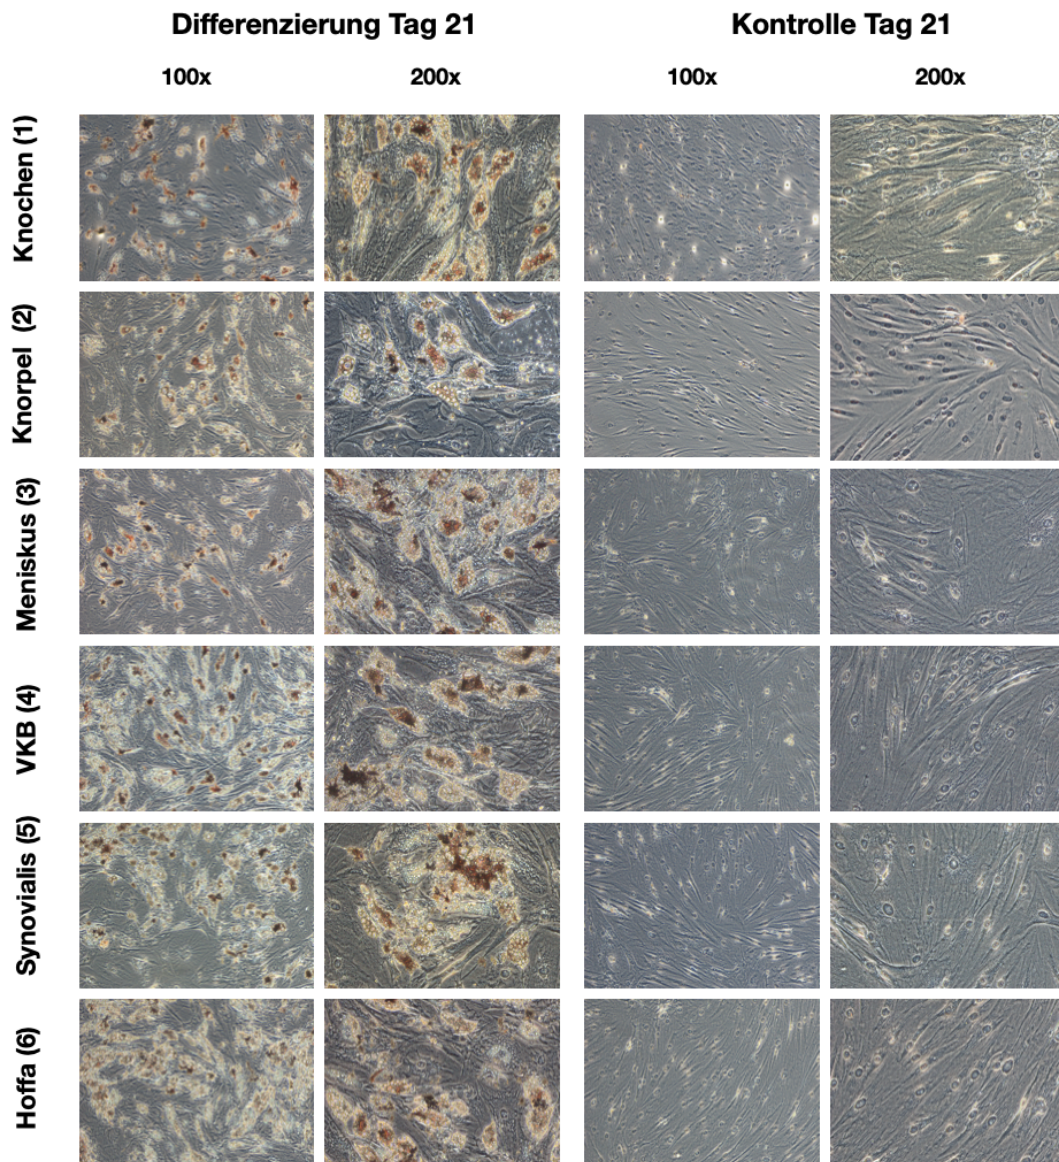 Differenzierung Tag 21
Kontrolle Tag 21
100x
200x
100x
200x
Knochen (1)
Knorpel (2)
Meniskus (3)
VKB (4)
Synovialis (5)
Hoffa (6)